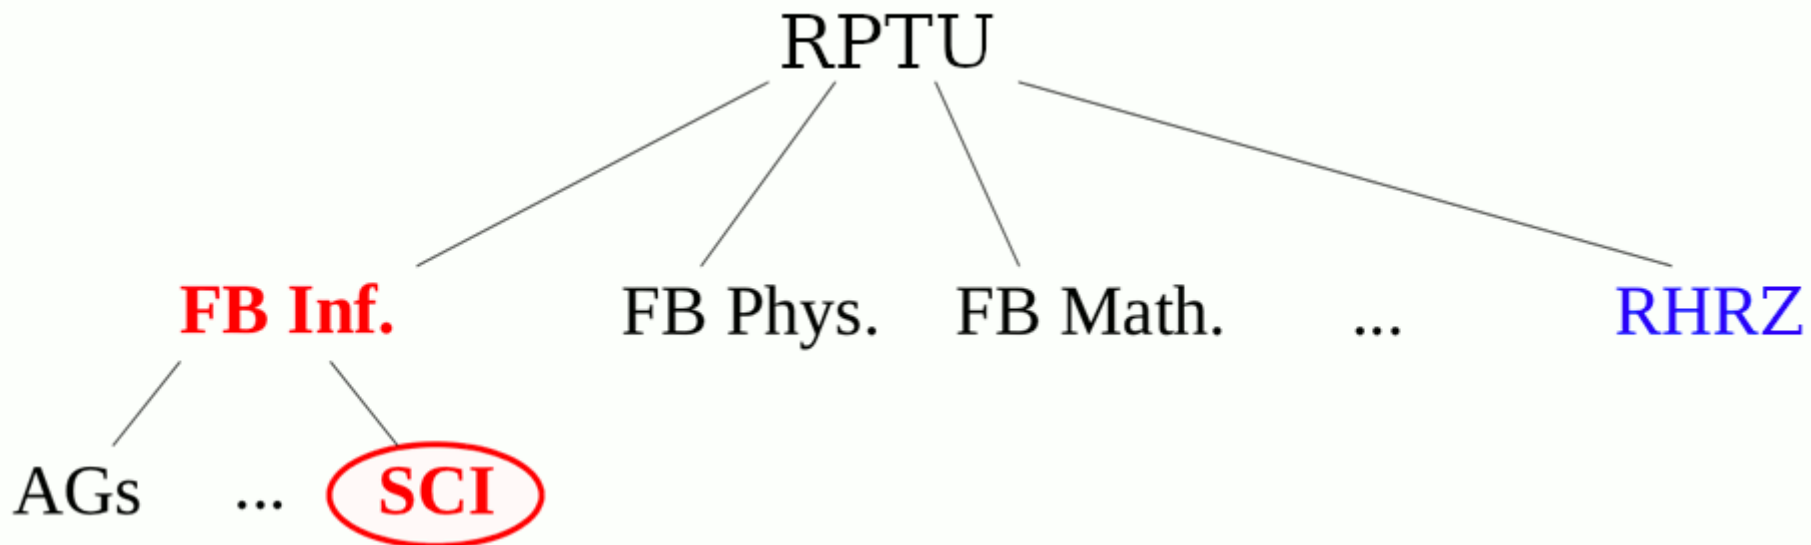 RPTU
FB Inf. FB Phys. FB Math. ... RHRZ
AGs ... SCI